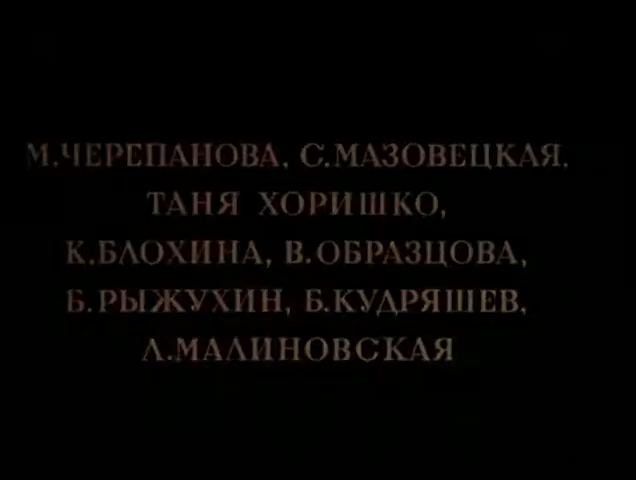 М.ЧЕРЕПАНОВА, С.МАЗОВЕЦКАЯ,
ТАНЯ ХОРИШКО,
К.БЛОХИНА, В.ОБРАЗЦОВА,
Б.РЫЖУХИН, Б.КУДРЯШЕВ,
Л.МАЛИНОВСКАЯ